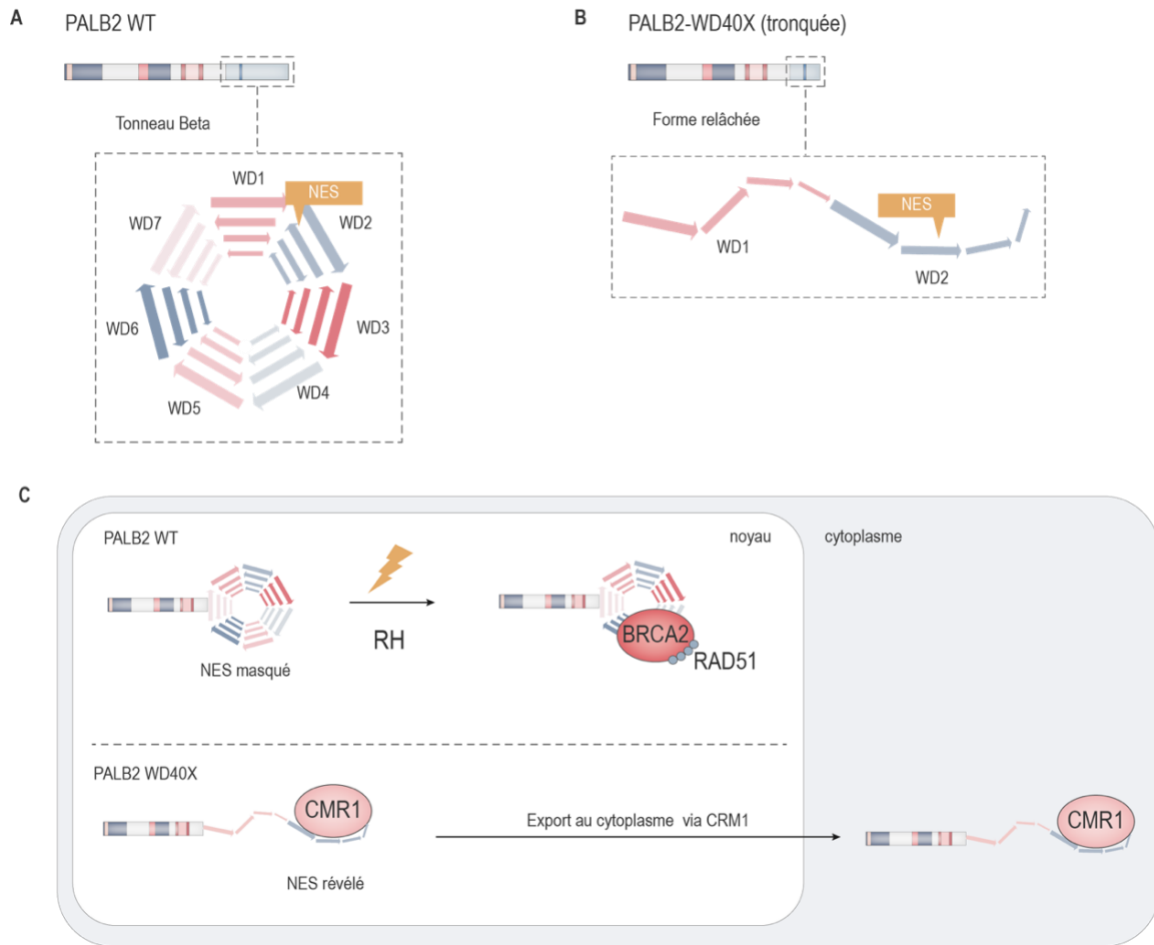 A
PALB2 WT
Tonneau Beta
WD1
NES
WD2
WD7
WD6
WD3
WD5
WD4
B
PALB2-WD40X (tronquée)
Forme relâchée
NES
WD1
WD2
C
PALB2 WT
noyau
cytoplasme
RH
BRCA2
RAD51
NES masqué
PALB2 WD40X
CMR1
Export au cytoplasme via CRM1
CMR1
NES révélé